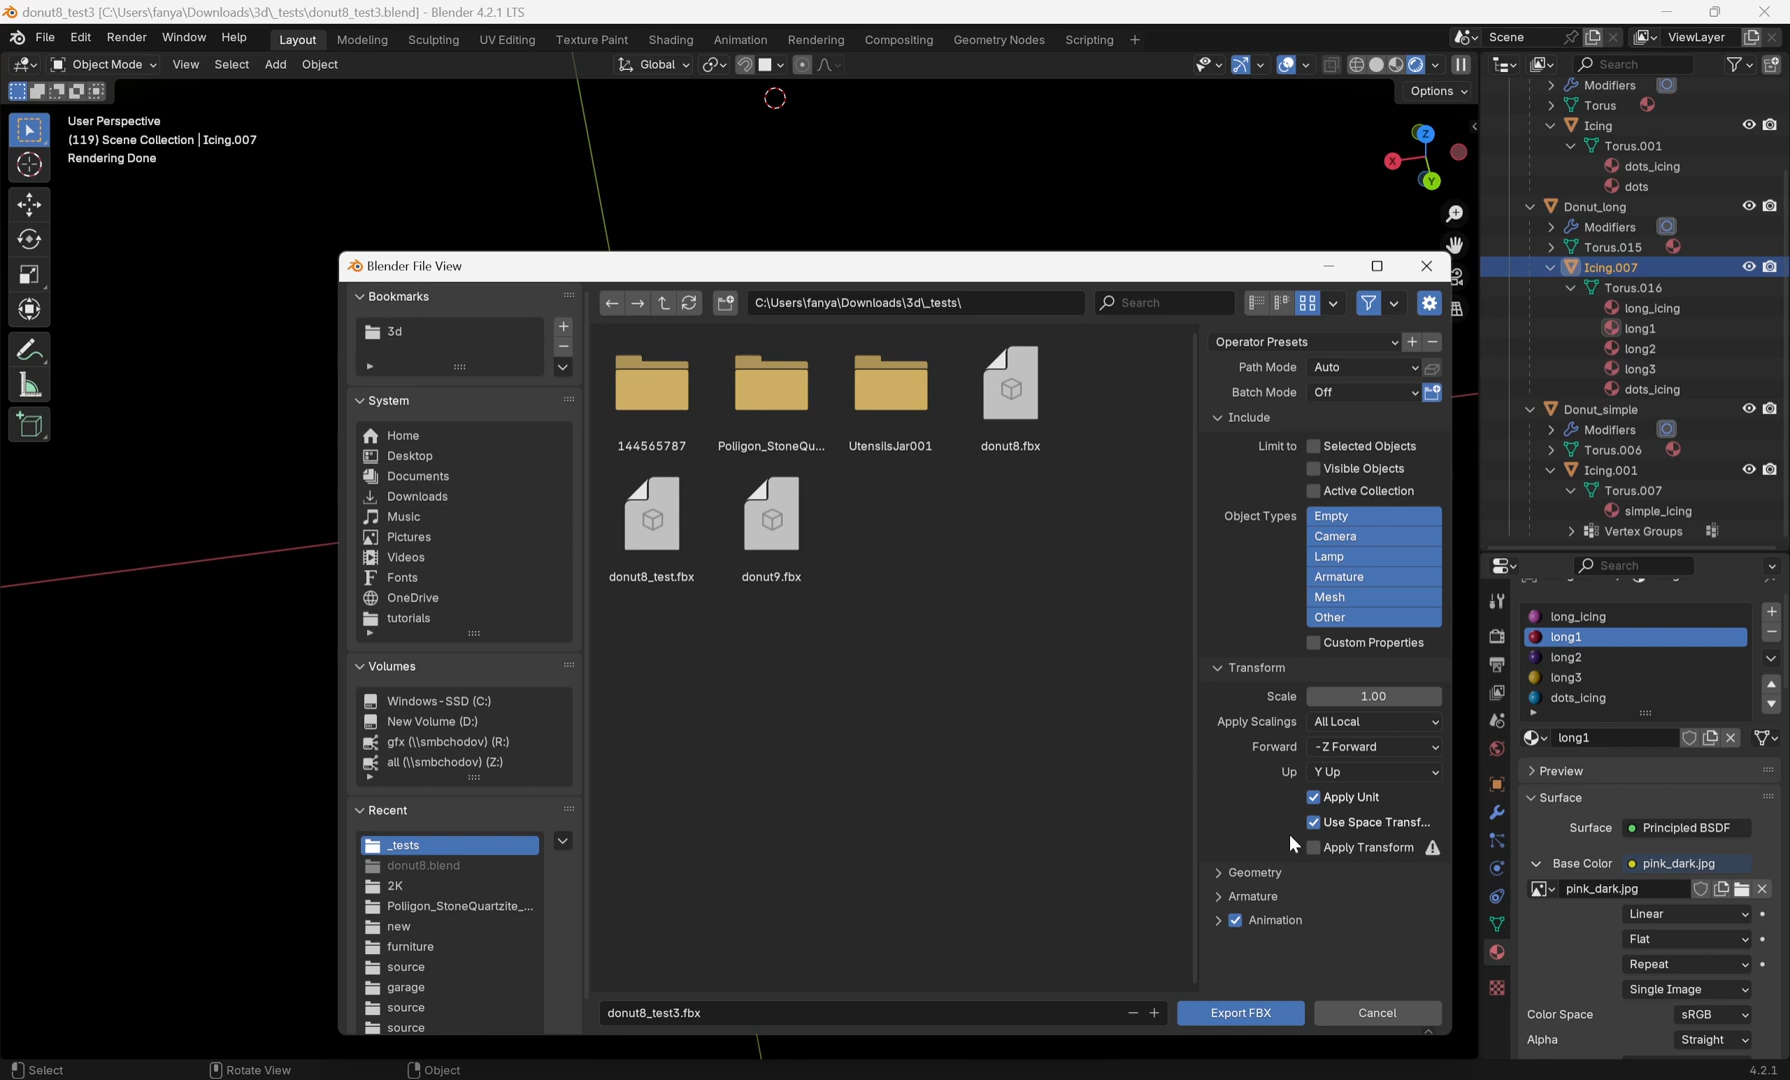 donut8_test3 [C:\Users\fanya\Downloads\3d\_tests\donut8_test3.blend] - Blender 4.2.1 LTS
File Edit Render Window Help Layout Modeling Sculpting UV Editing Texture Paint Shading Animation Rendering Compositing Geometry Nodes Scripting + Scene ViewLayer
Object Mode View Select Add Object Global Search
Options
User Perspective
(119) Scene Collection | Icing.007
Rendering Done
Z
X
Y
Modifiers
Torus
Icing
Torus.001
dots_icing
dots
Donut_long
Modifiers
Torus.015
Icing.007
Torus.016
long_icing
long1
long2
long3
dots_icing
Donut_simple
Modifiers
Torus.006
Icing.001
Torus.007
simple_icing
Vertex Groups
Blender File View
Bookmarks
3d
System
Home
Desktop
Documents
Downloads
Music
Pictures
Videos
Fonts
OneDrive
tutorials
Volumes
Windows-SSD (C:)
New Volume (D:)
gfx (\\smbchodov) (R:)
all (\\smbchodov) (Z:)
Recent
_tests
donut8.blend
2K
Poliigon_StoneQuartzite_...
new
furniture
source
garage
source
source
C:\Users\fanya\Downloads\3d\_tests\ Search
144565787 Poliigon_StoneQu... UtensilsJar001 donut8.fbx
donut8_test.fbx donut9.fbx
Operator Presets
Path Mode Auto
Batch Mode Off
Include
Limit to Selected Objects
Visible Objects
Active Collection
Object Types Empty
Camera
Lamp
Armature
Mesh
Other
Custom Properties
Transform
Scale 1.00
Apply Scalings All Local
Forward -Z Forward
Up Y Up
Apply Unit
Use Space Transf...
Apply Transform
Geometry
Armature
Animation
donut8_test3.fbx Export FBX Cancel
Search
long_icing
long1
long2
long3
dots_icing
long1
Preview
Surface
Surface Principled BSDF
Base Color pink_dark.jpg
pink_dark.jpg
Linear
Flat
Repeat
Single Image
Color Space sRGB
Alpha Straight
Select Rotate View Object 4.2.1